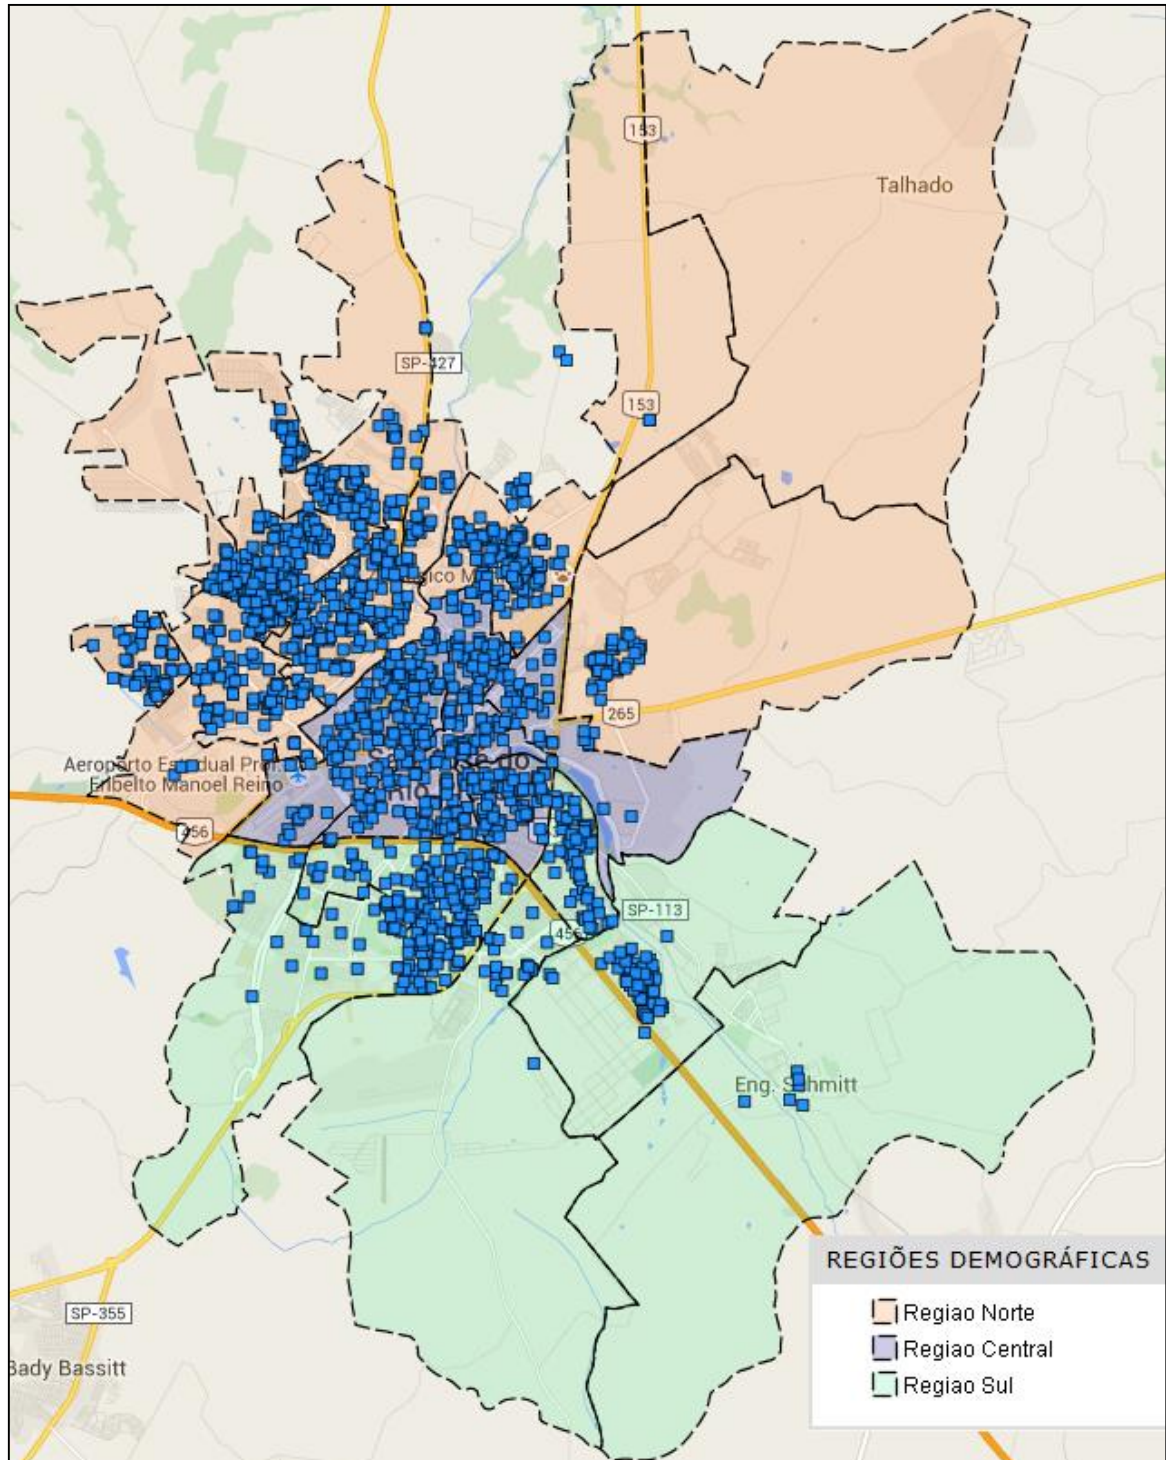 153
Talhado
SP-427
153
265
Aeroporto Estadual Prof.
Eribelto Manoel Reino
456
SP-113
456
Eng. Schmitt
REGIÕES DEMOGRÁFICAS
Regiao Norte
Regiao Central
Regiao Sul
SP-355
Bady Bassitt